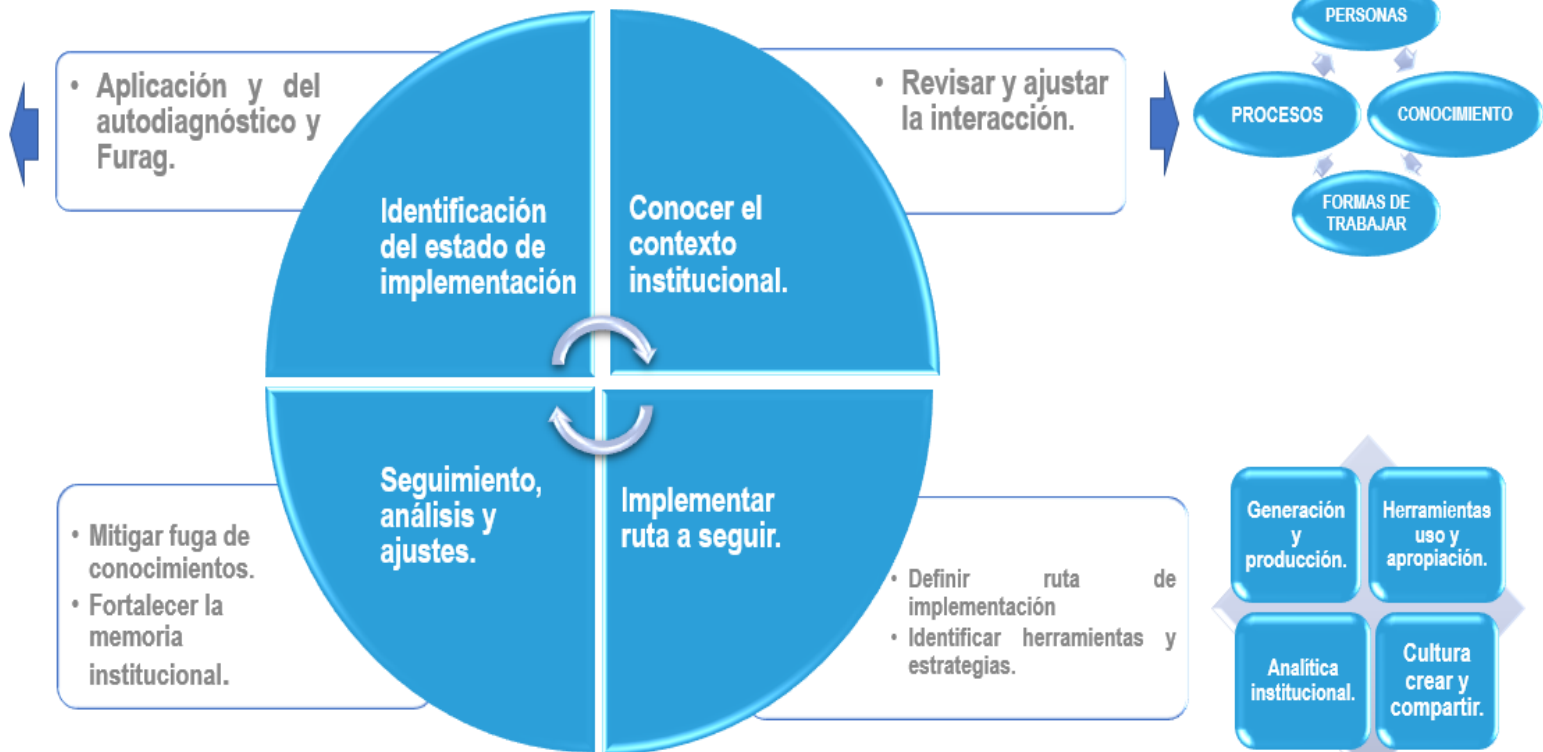 • Aplicación y del
autodiagnóstico y
Furag.
Identificación
del estado de
implementación
Conocer el
contexto
institucional.
• Revisar y ajustar
la interacción.
PERSONAS
PROCESOS
CONOCIMIENTO
FORMAS DE
TRABAJAR
• Mitigar fuga de
conocimientos.
• Fortalecer la
memoria
institucional.
Seguimiento,
análisis y
ajustes.
Implementar
ruta a seguir.
• Definir ruta de
implementación
• Identificar herramientas y
estrategias.
Generación
y
producción.
Herramientas
uso y
apropiación.
Analítica
institucional.
Cultura
crear y
compartir.